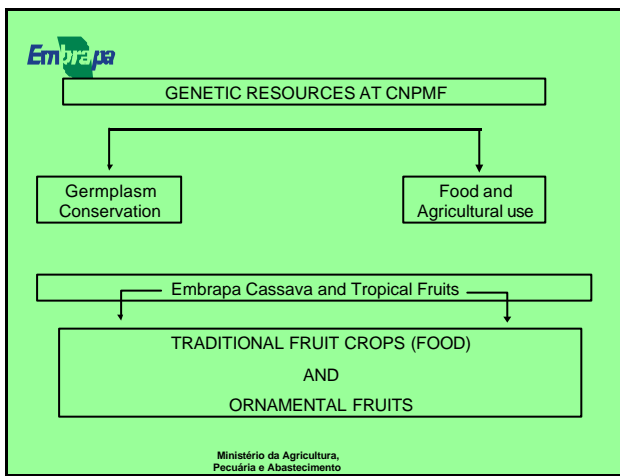 Embrapa
GENETIC RESOURCES AT CNPMF
Germplasm
Conservation
Food and
Agricultural use
Embrapa Cassava and Tropical Fruits
TRADITIONAL FRUIT CROPS (FOOD)
AND
ORNAMENTAL FRUITS
Ministério da Agricultura,
Pecuária e Abastecimento